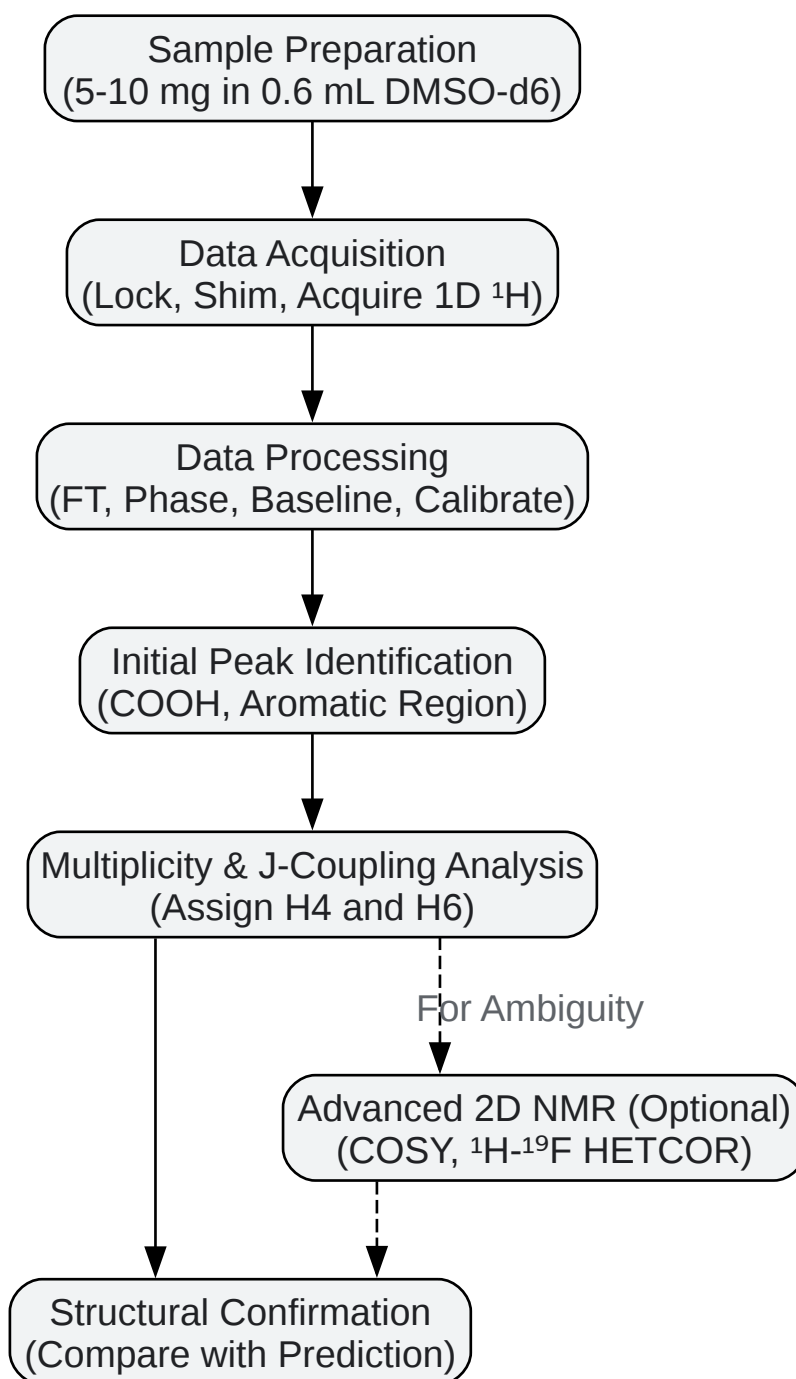 Sample Preparation
(5-10 mg in 0.6 mL DMSO-d6)
Data Acquisition
(Lock, Shim, Acquire 1D ¹H)
Data Processing
(FT, Phase, Baseline, Calibrate)
Initial Peak Identification
(COOH, Aromatic Region)
Multiplicity & J-Coupling Analysis
(Assign H4 and H6)
For Ambiguity
Advanced 2D NMR (Optional)
(COSY, ¹H-¹⁹F HETCOR)
Structural Confirmation
(Compare with Prediction)